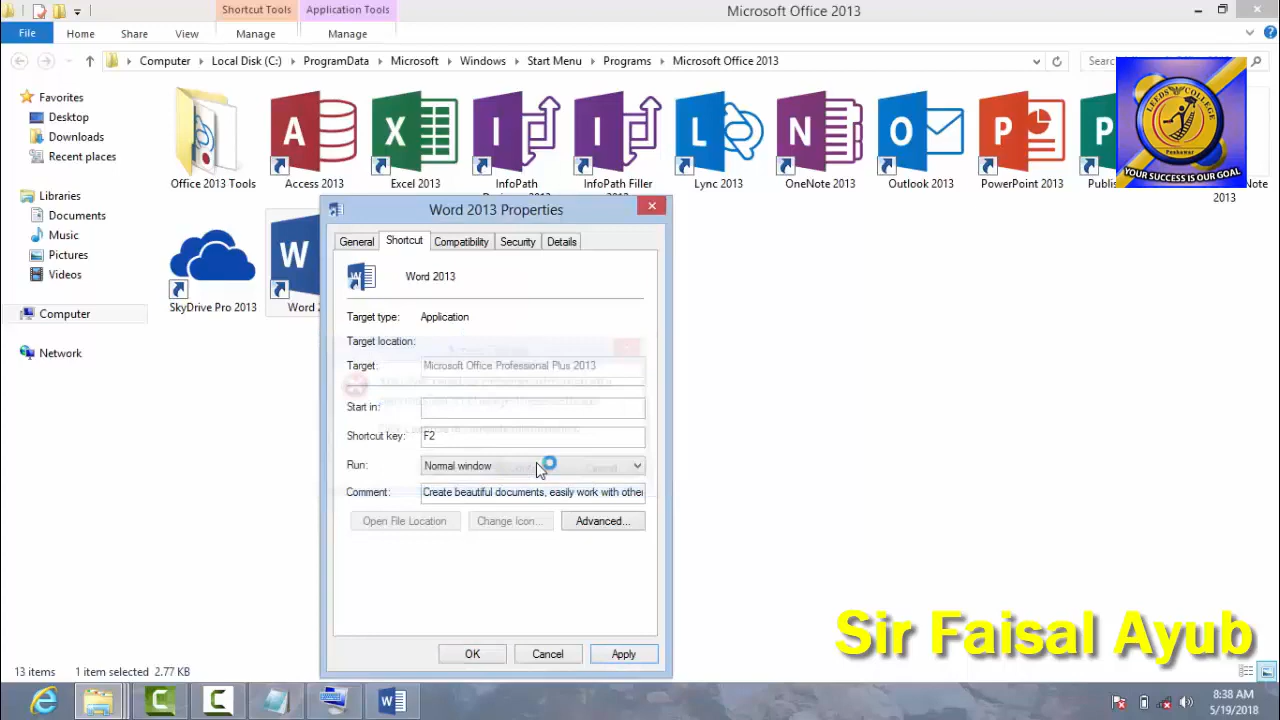 Shortcut Tools
Application Tools
Microsoft Office 2013
File
Home
Share
View
Manage
Manage
Computer
Local Disk (C:)
ProgramData
Microsoft
Windows
Start Menu
Programs
Microsoft Office 2013
Favorites
Desktop
Downloads
Recent places
Libraries
Documents
Music
Pictures
Videos
Computer
Network
Office 2013 Tools
Access 2013
Excel 2013
InfoPath
InfoPath Filler
Lync 2013
OneNote 2013
Outlook 2013
PowerPoint 2013
2013
SkyDrive Pro 2013
LEEDS COLLEGE
Peshawar
YOUR SUCCESS IS OUR GOAL
Word 2013 Properties
General
Shortcut
Compatibility
Security
Details
Word 2013
Target type:
Application
Target location:
Target:
Microsoft Office Professional Plus 2013
Start in:
Shortcut key:
F2
Run:
Normal window
Comment:
Create beautiful documents, easily work with other
Open File Location
Change Icon...
Advanced...
OK
Cancel
Apply
Sir Faisal Ayub
13 items
1 item selected 2.77 KB
8:38 AM
5/19/2018